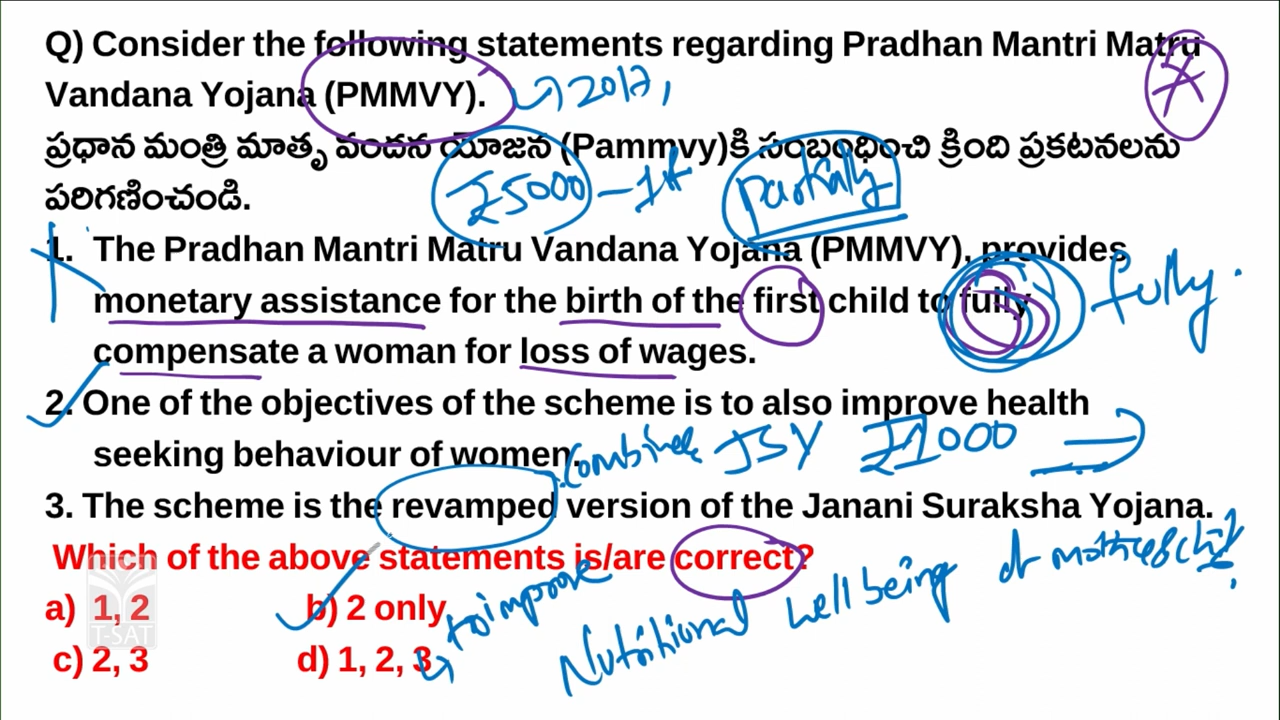 Q) Consider the following statements regarding Pradhan Mantri Matru
Vandana Yojana (PMMVY).
2017,
ప్రధాన మంత్రి మాతృ వందన యోజన (Pammvy)కి సంబంధించి క్రింది ప్రకటనలను
పరిగణించండి.
₹5000 - 1st
partially
1. The Pradhan Mantri Matru Vandana Yojana (PMMVY), provides
monetary assistance for the birth of the first child to fully
fully.
compensate a woman for loss of wages.
2. One of the objectives of the scheme is to also improve health
seeking behaviour of women.
JSY ₹1000
3. The scheme is the revamped version of the Janani Suraksha Yojana.
Which of the above statements is/are correct?
to improve
Nutritional well being of mother &
a) 1, 2
b) 2 only
c) 2, 3
d) 1, 2, 3
T-SAT